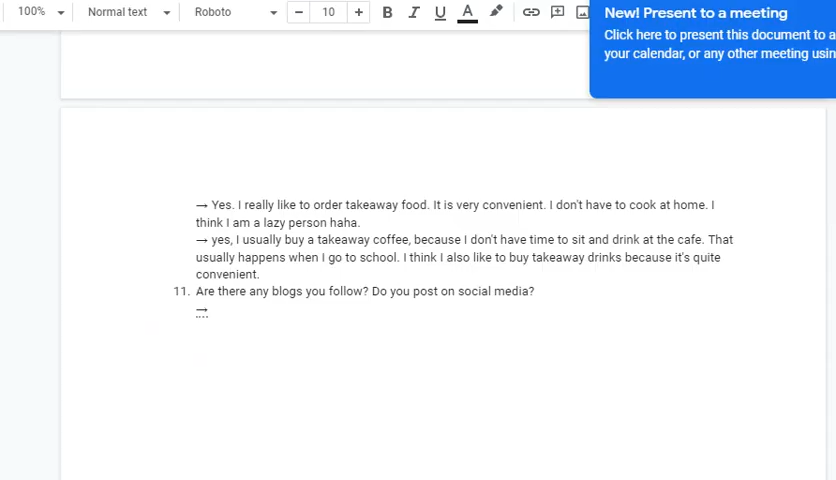 100% Normal text Roboto − 10 + B I U A
New! Present to a meeting
Click here to present this document to a
your calendar, or any other meeting usin
→ Yes. I really like to order takeaway food. It is very convenient. I don't have to cook at home. I
think I am a lazy person haha.
→ yes, I usually buy a takeaway coffee, because I don't have time to sit and drink at the cafe. That
usually happens when I go to school. I think I also like to buy takeaway drinks because it's quite
convenient.
11. Are there any blogs you follow? Do you post on social media?
→